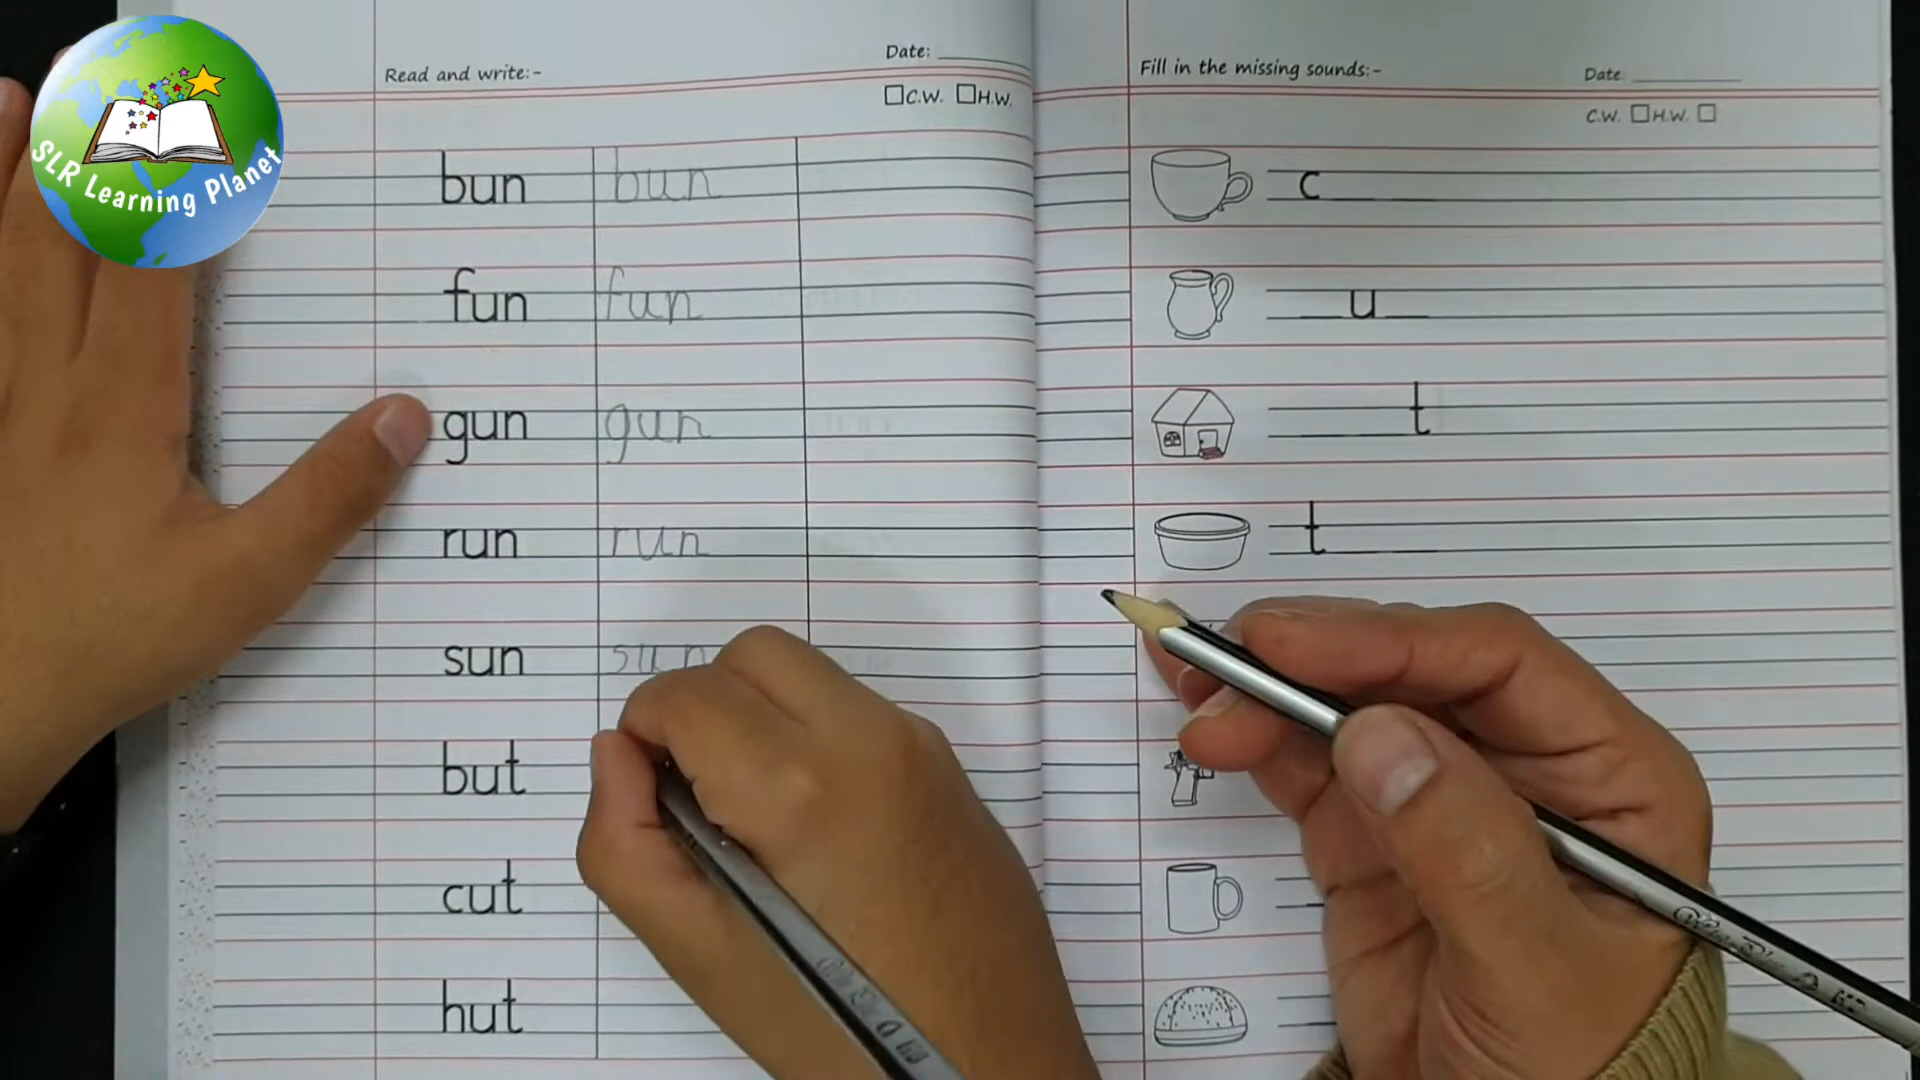 SLR Learning Planet
Read and write:-
Date:
C.W. H.W.
bun bun
fun fun
gun gun
run run
sun sun
but
cut
hut
Fill in the missing sounds:-
Date:
C.W. H.W.
c
u
t
t